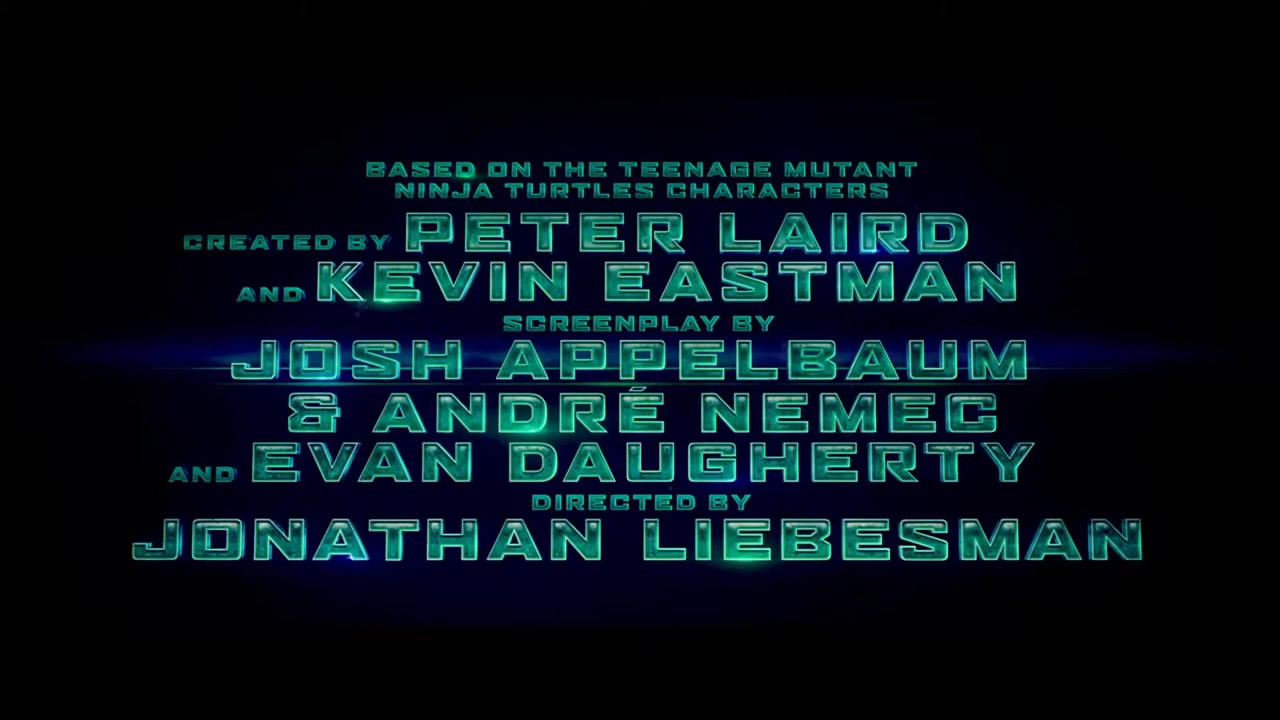 BASED ON THE TEENAGE MUTANT
NINJA TURTLES CHARACTERS
CREATED BY PETER LAIRD
AND KEVIN EASTMAN
SCREENPLAY BY
JOSH APPELBAUM
& ANDRÉ NEMEC
AND EVAN DAUGHERTY
DIRECTED BY
JONATHAN LIEBESMAN